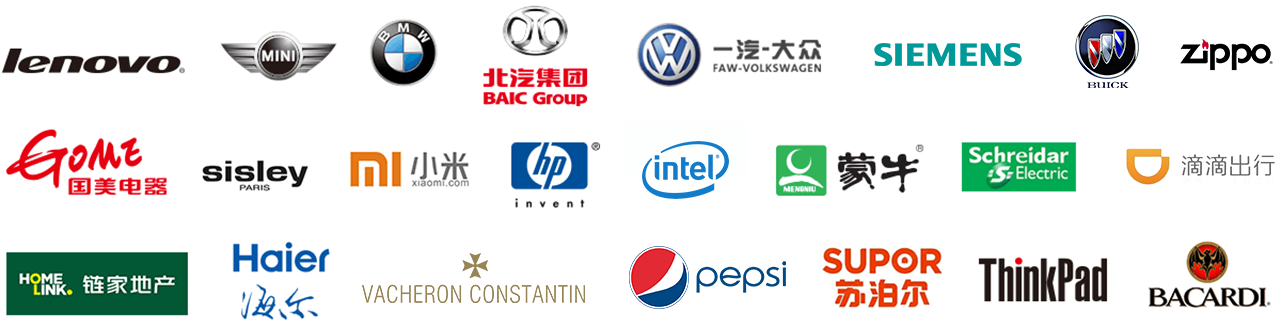 lenovo®
MINI
BMW
北汽集团
BAIC Group
一汽-大众
FAW-VOLKSWAGEN
SIEMENS
BUICK
Zippo®
GOME
国美电器
sisley
PARIS
mi 小米
xiaomi.com
hp®
invent
intel®
MENGNIU
蒙牛®
Schreidar
Electric
滴滴出行
HOME
LINK. 链家地产
Haier
海尔
VACHERON CONSTANTIN
pepsi
SUPOR
苏泊尔
ThinkPad
BACARDI®